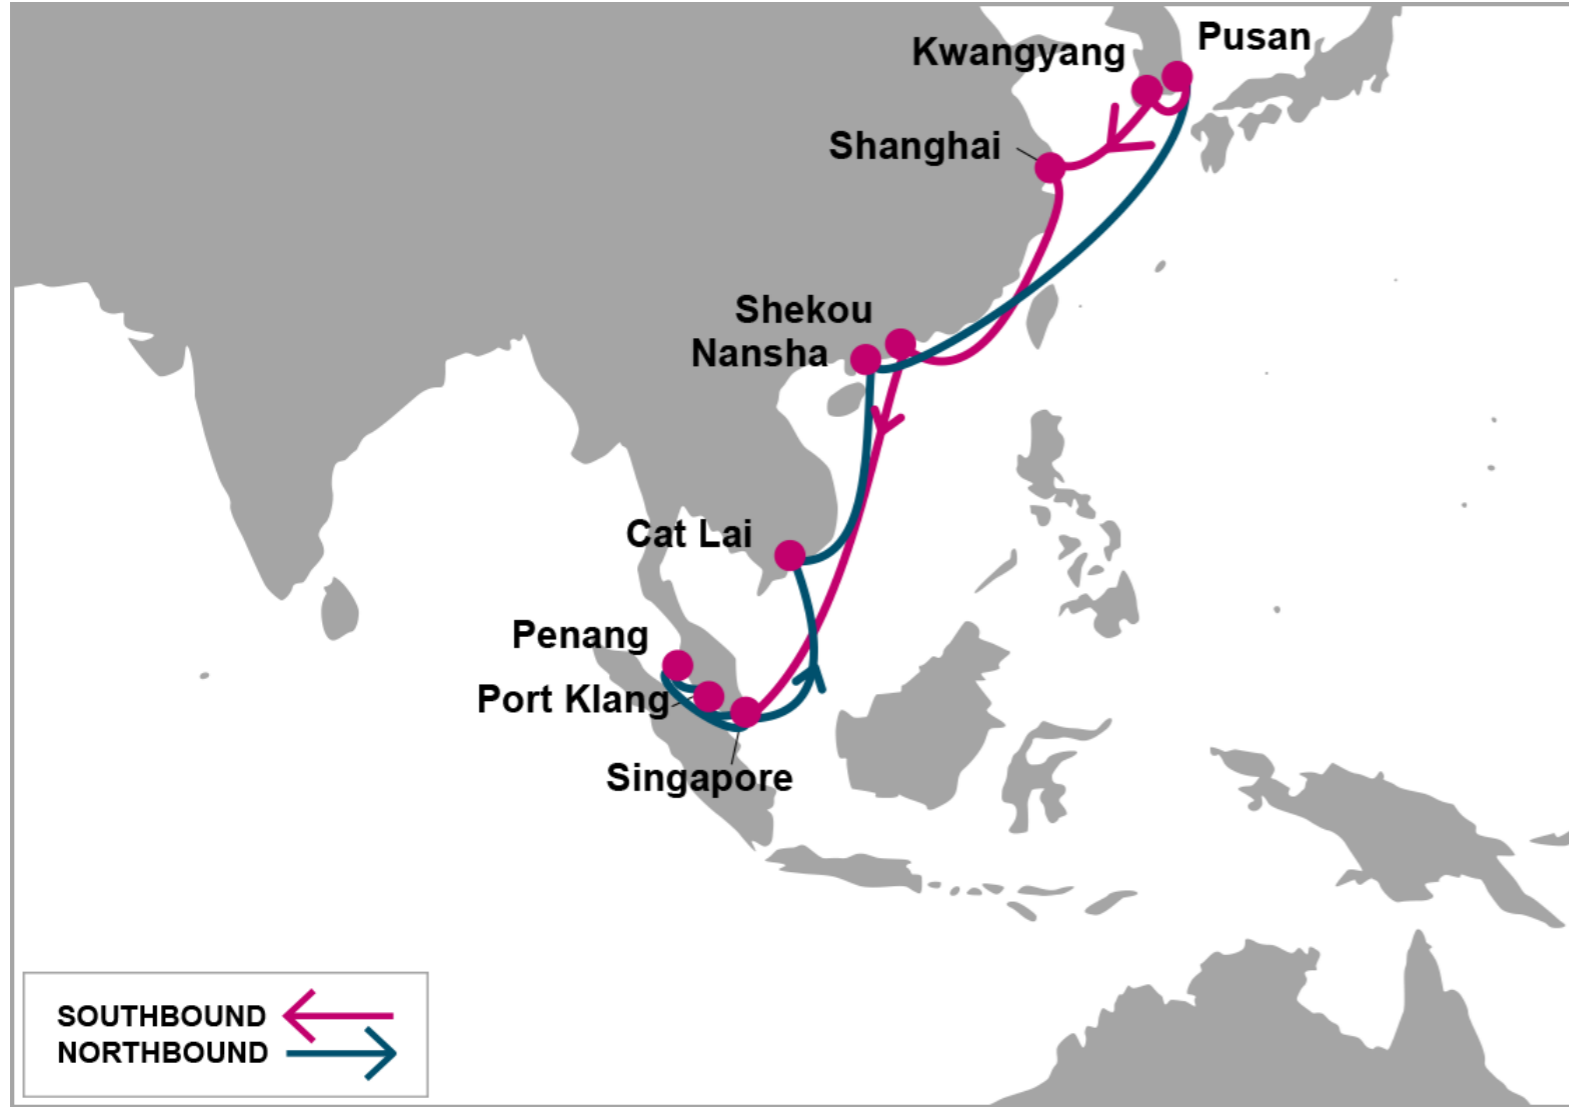 Pusan
Kwangyang
Shanghai
Shekou
Nansha
Cat Lai
Penang
Port Klang
Singapore
SOUTHBOUND
NORTHBOUND